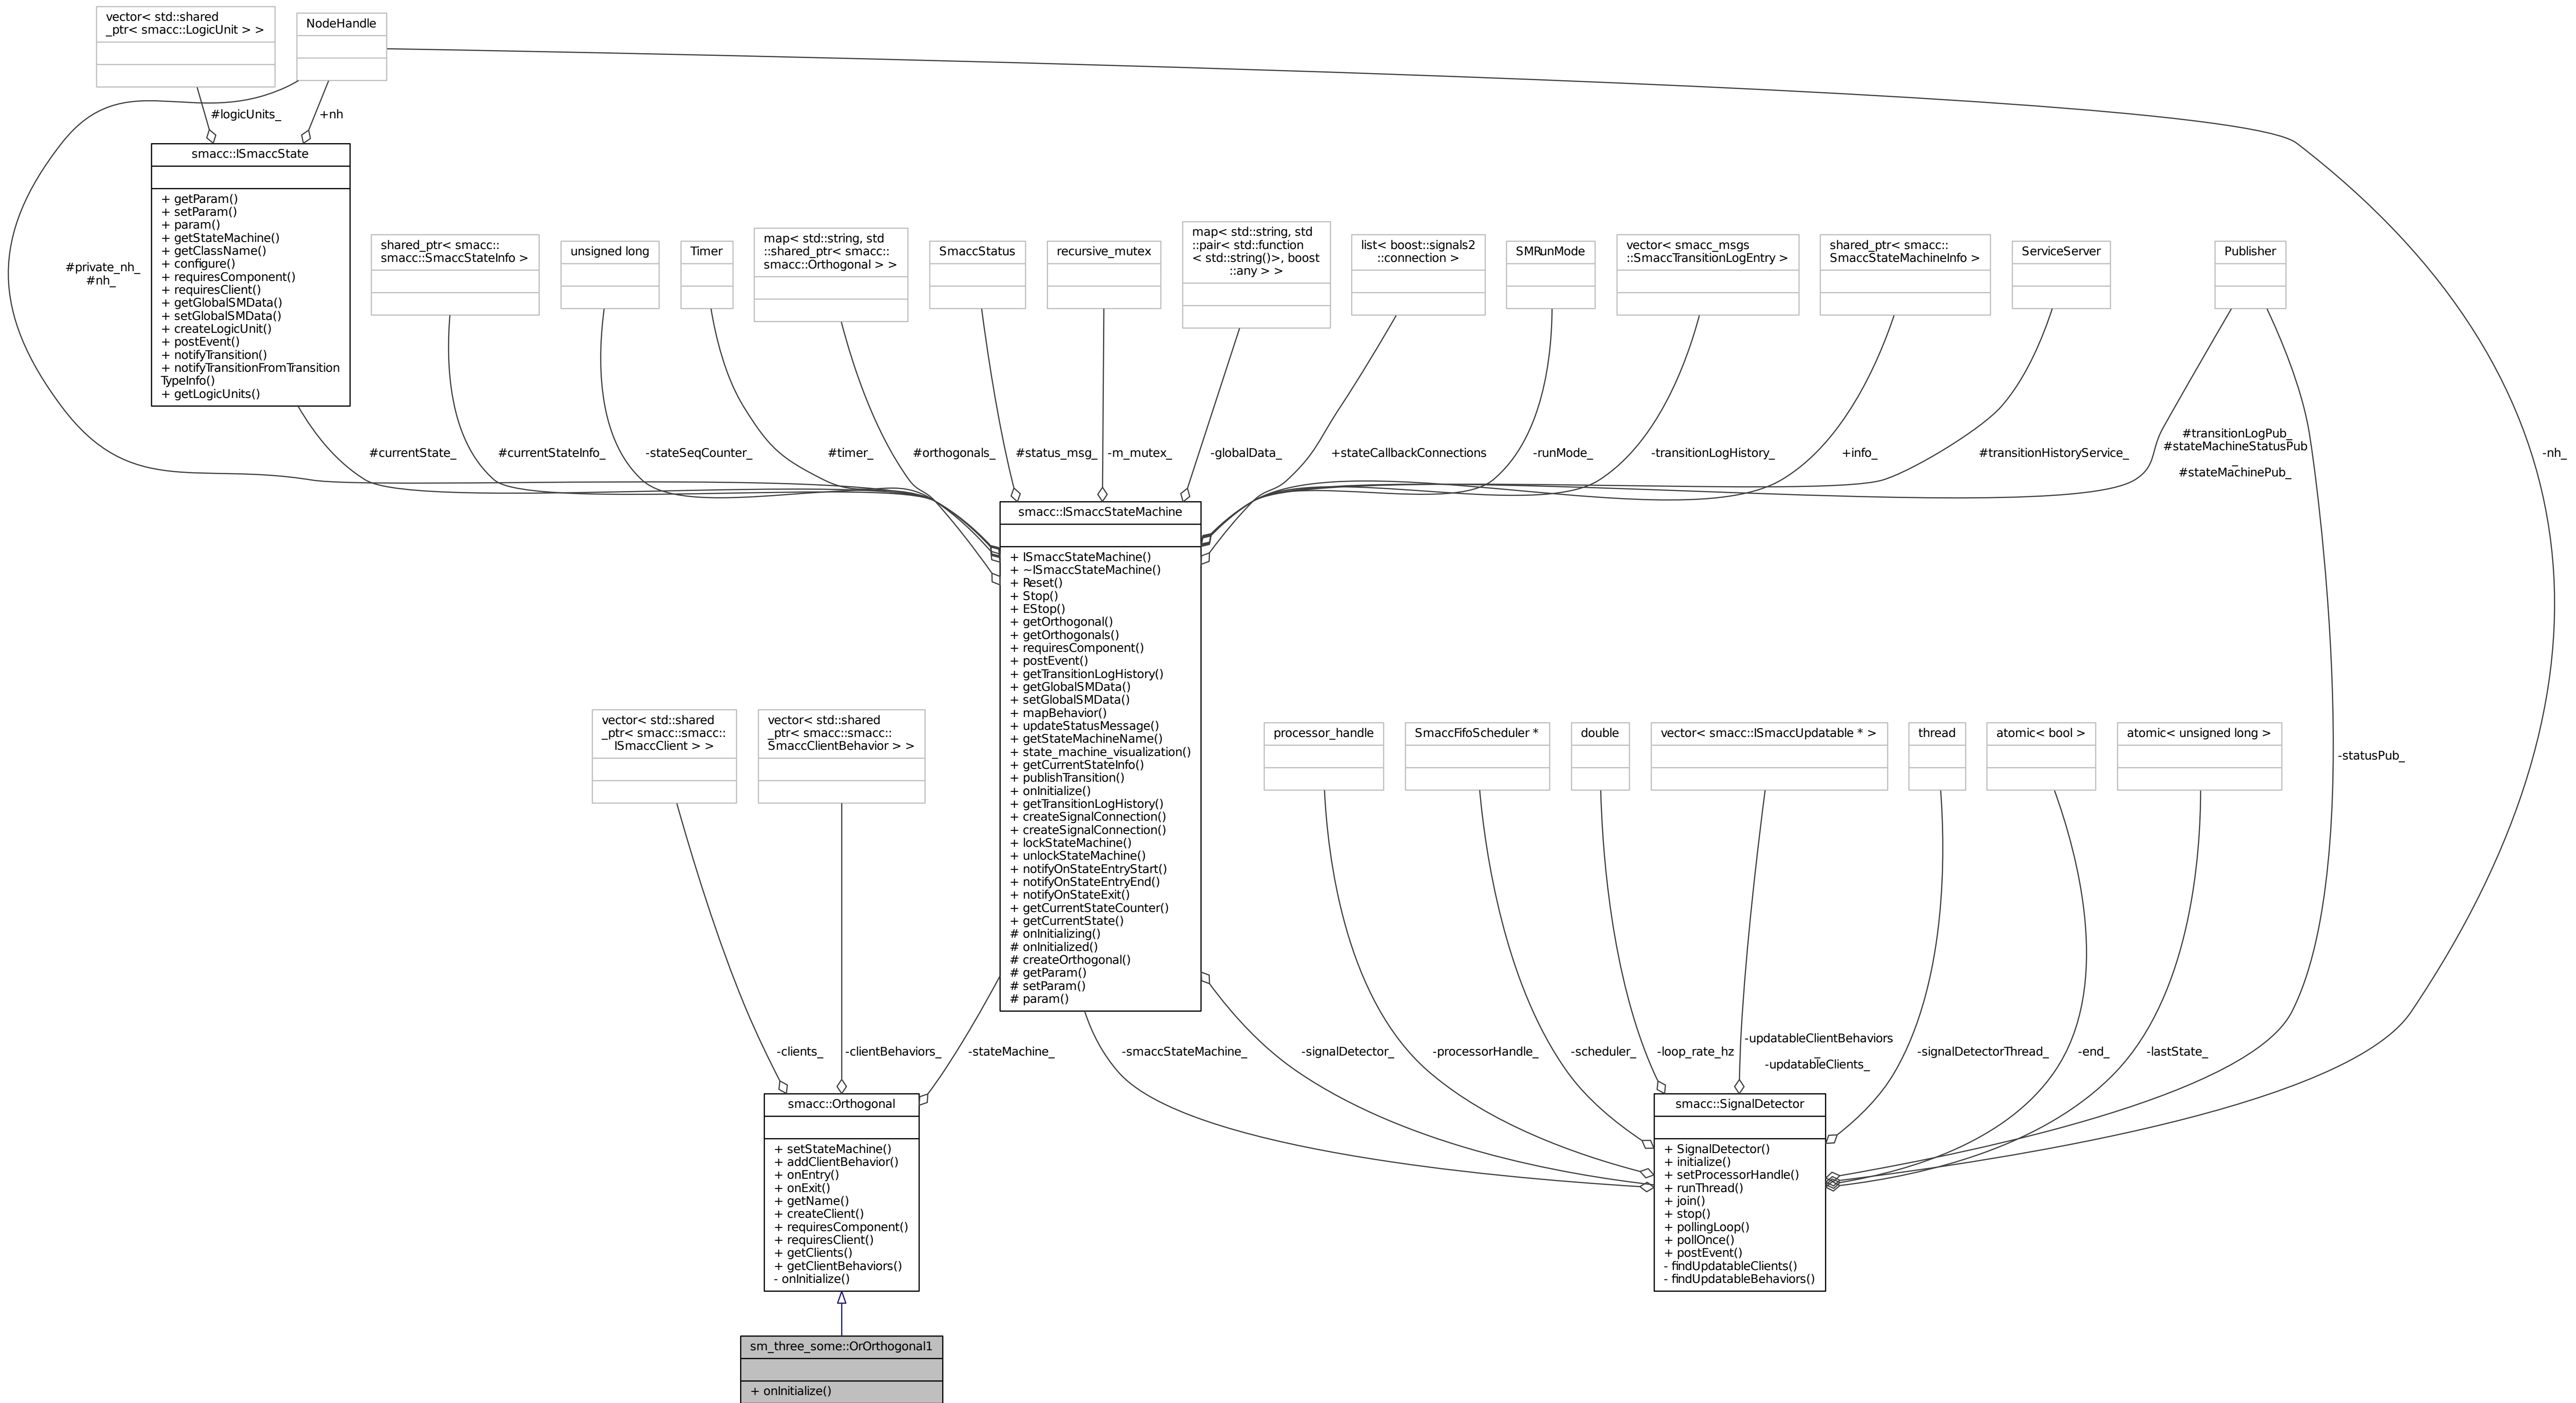 vector< std::shared
_ptr< smacc::LogicUnit > >
NodeHandle
#logicUnits_
+nh
smacc::ISmaccState
+ getParam()
+ setParam()
+ param()
+ getStateMachine()
+ getClassName()
+ configure()
+ requiresComponent()
+ requiresClient()
+ getGlobalSMData()
+ setGlobalSMData()
+ createLogicUnit()
+ postEvent()
+ notifyTransition()
+ notifyTransitionFromTransition
TypeInfo()
+ getLogicUnits()
#private_nh_
#nh_
shared_ptr< smacc::
smacc::SmaccStateInfo >
unsigned long
Timer
map< std::string, std
::shared_ptr< smacc::
smacc::Orthogonal > >
SmaccStatus
recursive_mutex
map< std::string, std
::pair< std::function
< std::string()>, boost
::any > >
list< boost::signals2
::connection >
SMRunMode
vector< smacc_msgs
::SmaccTransitionLogEntry >
shared_ptr< smacc::
SmaccStateMachineInfo >
ServiceServer
Publisher
#currentState_
#currentStateInfo_
-stateSeqCounter_
#timer_
#orthogonals_
#status_msg_
-m_mutex_
-globalData_
+stateCallbackConnections
-runMode_
-transitionLogHistory_
+info_
#transitionHistoryService_
#transitionLogPub_
#stateMachineStatusPub
_
#stateMachinePub_
-nh_
smacc::ISmaccStateMachine
+ ISmaccStateMachine()
+ ~ISmaccStateMachine()
+ Reset()
+ Stop()
+ EStop()
+ getOrthogonal()
+ getOrthogonals()
+ requiresComponent()
+ postEvent()
+ getTransitionLogHistory()
+ getGlobalSMData()
+ setGlobalSMData()
+ mapBehavior()
+ updateStatusMessage()
+ getStateMachineName()
+ state_machine_visualization()
+ getCurrentStateInfo()
+ publishTransition()
+ onInitialize()
+ getTransitionLogHistory()
+ createSignalConnection()
+ createSignalConnection()
+ lockStateMachine()
+ unlockStateMachine()
+ notifyOnStateEntryStart()
+ notifyOnStateEntryEnd()
+ notifyOnStateExit()
+ getCurrentStateCounter()
+ getCurrentState()
# onInitializing()
# onInitialized()
# createOrthogonal()
# getParam()
# setParam()
# param()
vector< std::shared
_ptr< smacc::smacc::
ISmaccClient > >
vector< std::shared
_ptr< smacc::smacc::
SmaccClientBehavior > >
processor_handle
SmaccFifoScheduler *
double
vector< smacc::ISmaccUpdatable * >
thread
atomic< bool >
atomic< unsigned long >
-statusPub_
-clients_
-clientBehaviors_
-stateMachine_
-smaccStateMachine_
-signalDetector_
-processorHandle_
-scheduler_
-loop_rate_hz
-updatableClientBehaviors
_
-updatableClients_
-signalDetectorThread_
-end_
-lastState_
smacc::Orthogonal
+ setStateMachine()
+ addClientBehavior()
+ onEntry()
+ onExit()
+ getName()
+ createClient()
+ requiresComponent()
+ requiresClient()
+ getClients()
+ getClientBehaviors()
- onInitialize()
smacc::SignalDetector
+ SignalDetector()
+ initialize()
+ setProcessorHandle()
+ runThread()
+ join()
+ stop()
+ pollingLoop()
+ pollOnce()
+ postEvent()
- findUpdatableClients()
- findUpdatableBehaviors()
sm_three_some::OrOrthogonal1
+ onInitialize()